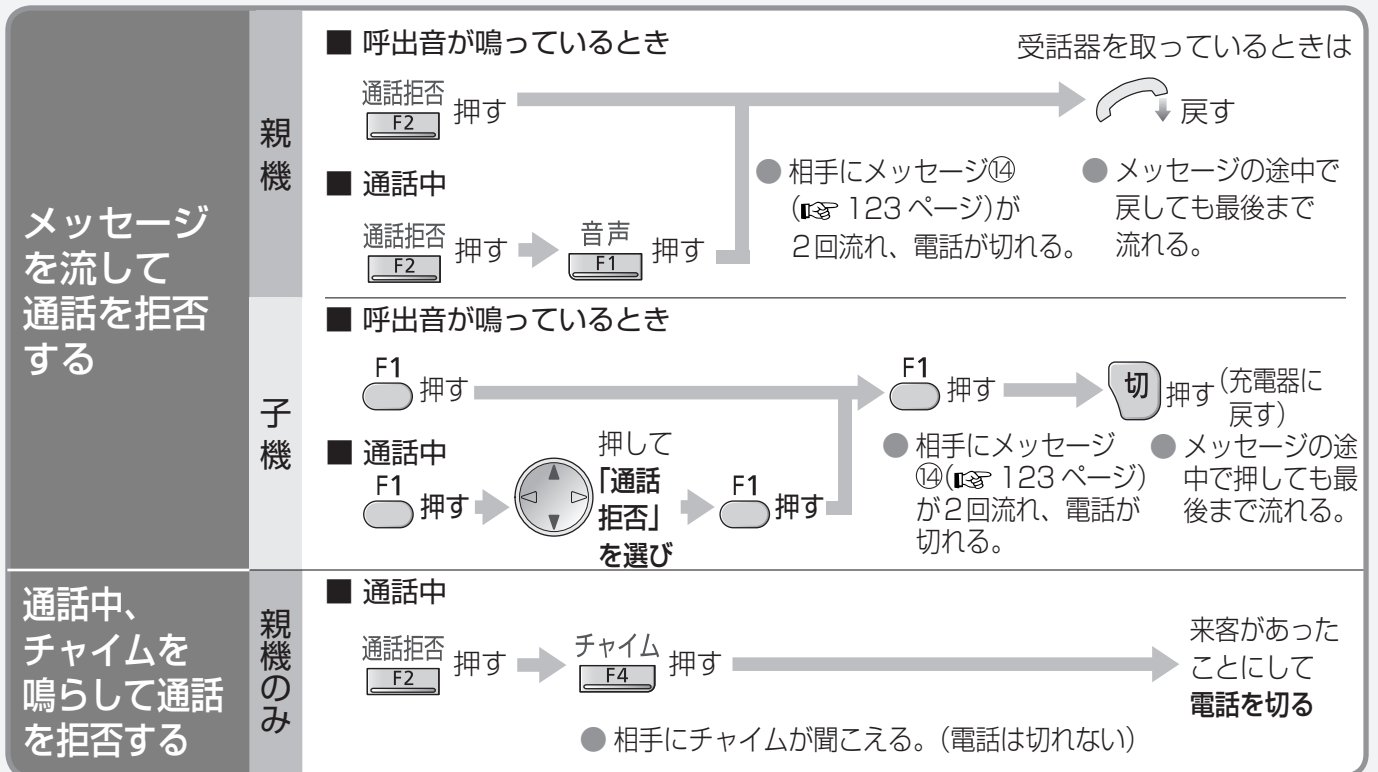 メッセージ
を流して
通話を拒否
する
親機
■ 呼出音が鳴っているとき
通話拒否
F2
押す
受話器を取っているときは
戻す
■ 通話中
通話拒否
F2
押す
音声
F1
押す
● 相手にメッセージ⑭
(☞ 123 ページ)が
2回流れ、電話が切れる。
● メッセージの途中で
戻しても最後まで
流れる。
子機
■ 呼出音が鳴っているとき
F1
押す
F1
押す
切
押す
(充電器に
戻す)
■ 通話中
F1
押す
押して
「通話
拒否」
を選び
F1
押す
● 相手にメッセージ
⑭(☞ 123 ページ)
が2回流れ、電話が
切れる。
● メッセージの途
中で押しても最
後まで流れる。
通話中、
チャイムを
鳴らして通話
を拒否する
親機のみ
■ 通話中
通話拒否
F2
押す
チャイム
F4
押す
来客があった
ことにして
電話を切る
● 相手にチャイムが聞こえる。(電話は切れない)